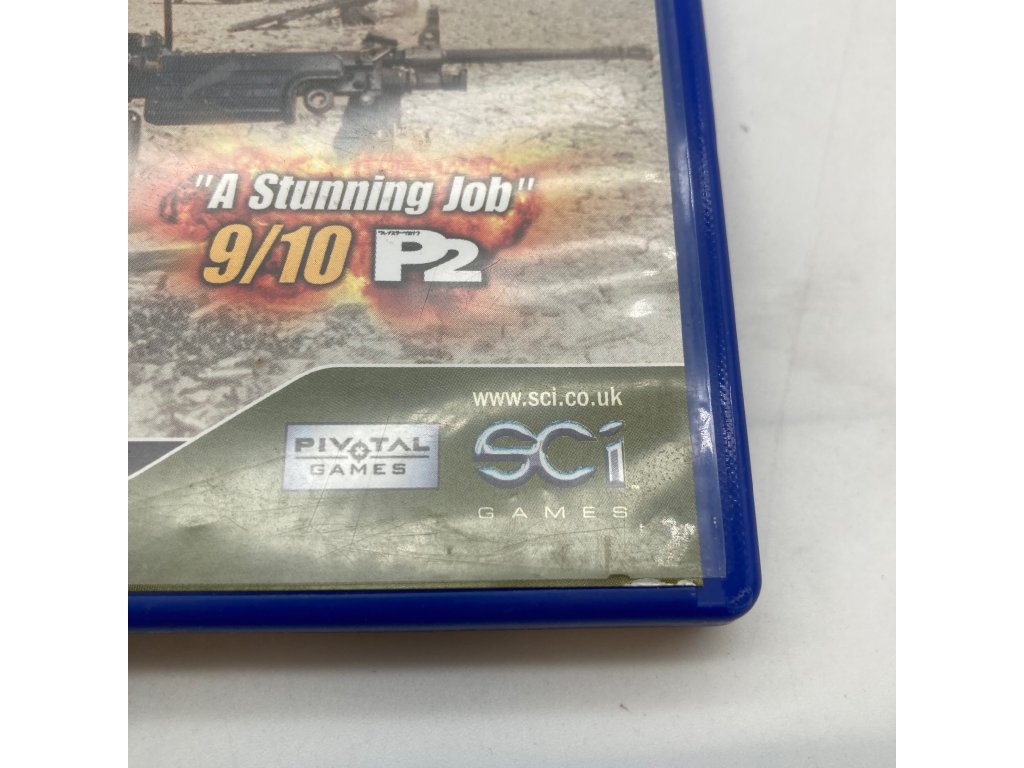 "A Stunning Job"
9/10 P2
www.sci.co.uk
PIVOTAL
GAMES
SCi
GAMES